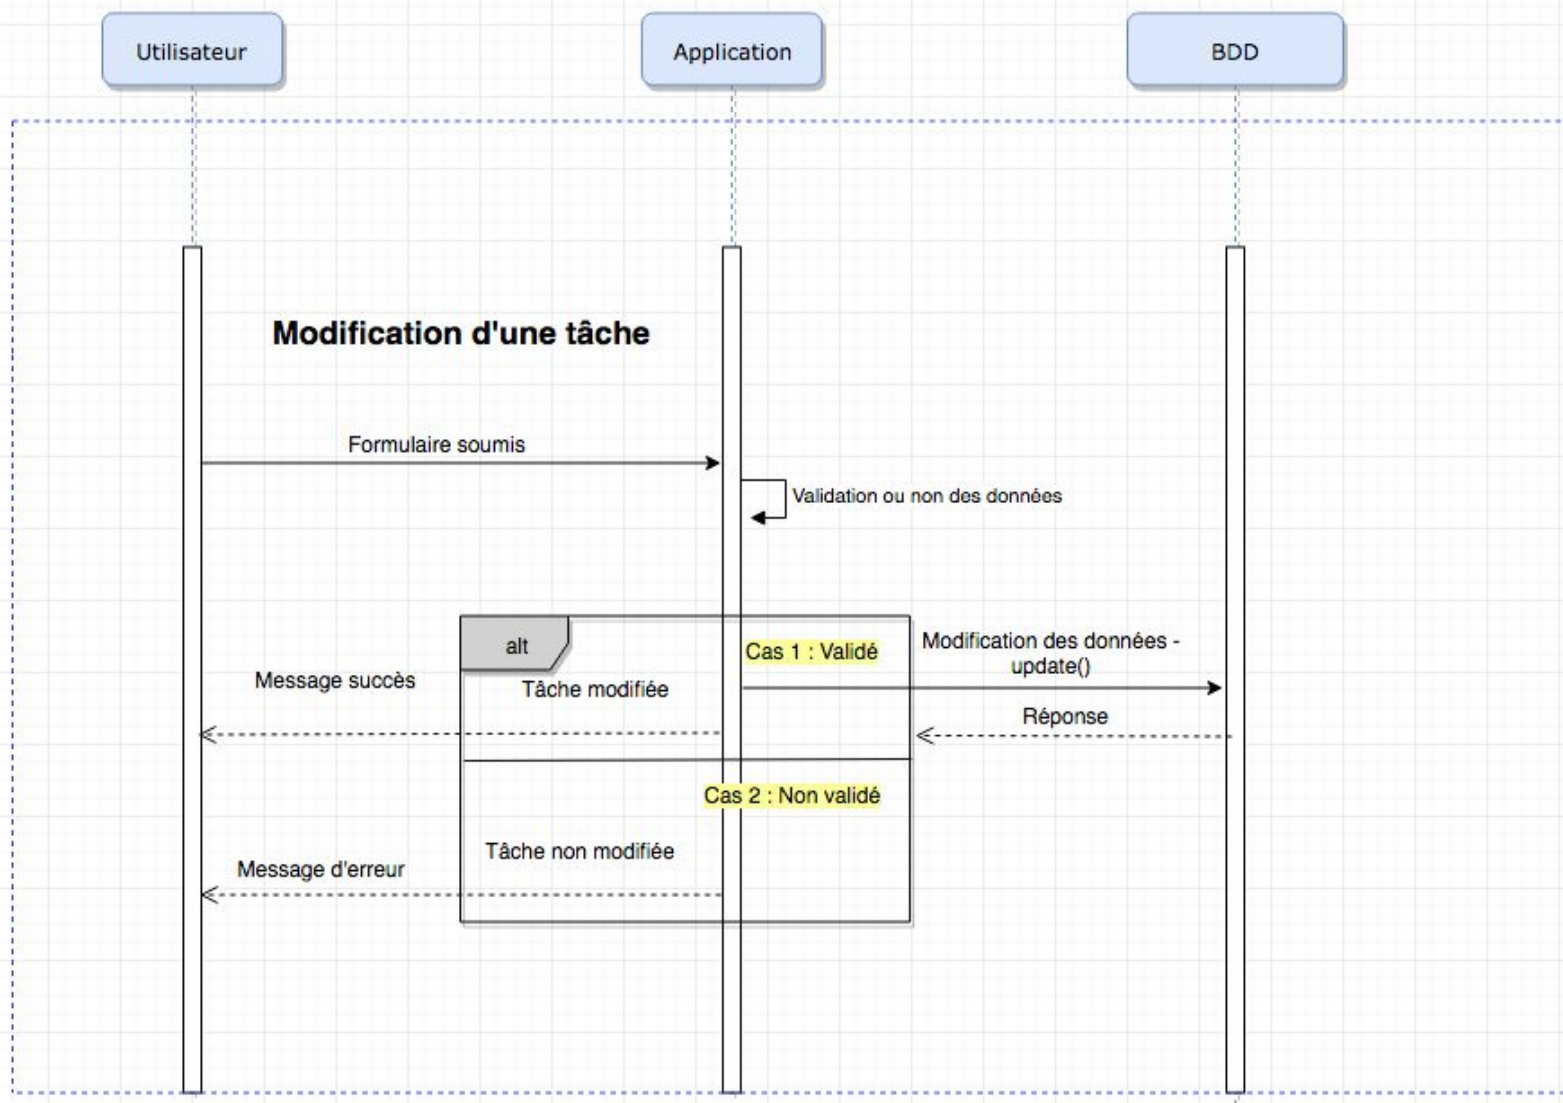 Utilisateur
Application
BDD
Modification d'une tâche
Formulaire soumis
Validation ou non des données
alt
Cas 1 : Validé
Modification des données -
update()
Message succès
Tâche modifiée
Réponse
Cas 2 : Non validé
Tâche non modifiée
Message d'erreur